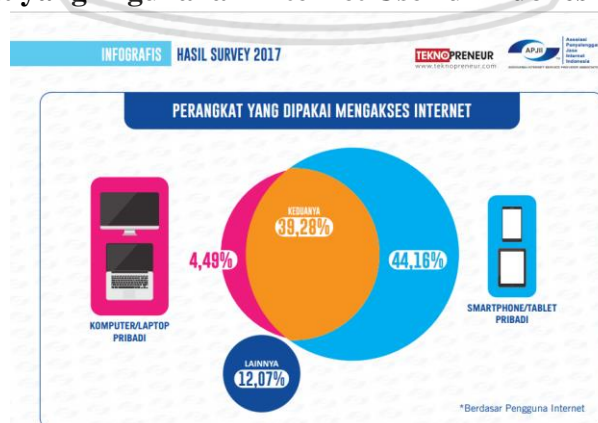 INFOGRAFIS HASIL SURVEY 2017
TEKNOPRENEUR
www.teknopreneur.com
APJII
Asosiasi
Penyelenggara
Jasa
Internet
Indonesia
PERANGKAT YANG DIPAKAI MENGAKSES INTERNET
KEDUANYA
39,28%
4,49%
44,16%
KOMPUTER/LAPTOP
PRIBADI
SMARTPHONE/TABLET
PRIBADI
LAINNYA
12,07%
*Berdasar Pengguna Internet